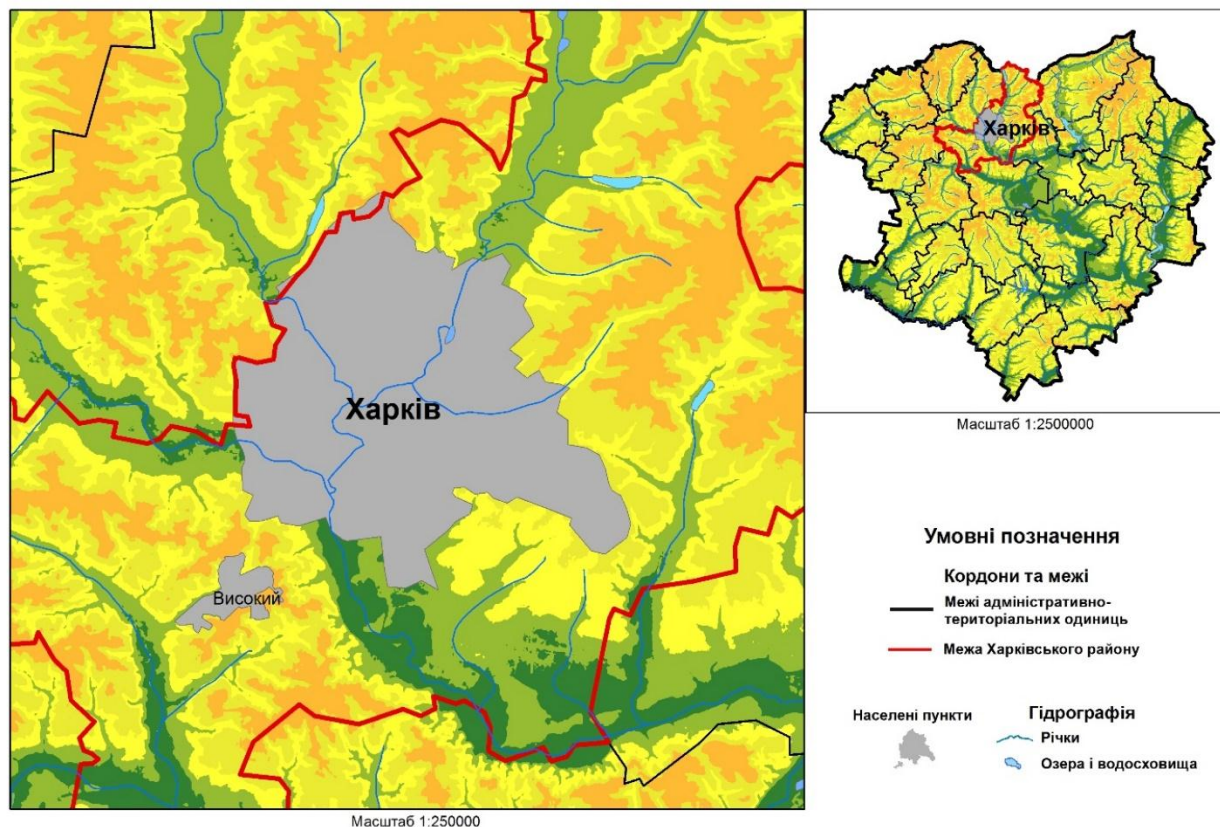 Харків
Високий
Масштаб 1:250000
Харків
Масштаб 1:2500000
Умовні позначення
Кордони та межі
Межі адміністративно-
територіальних одиниць
Межа Харківського району
Населені пункти
Гідрографія
Річки
Озера і водосховища